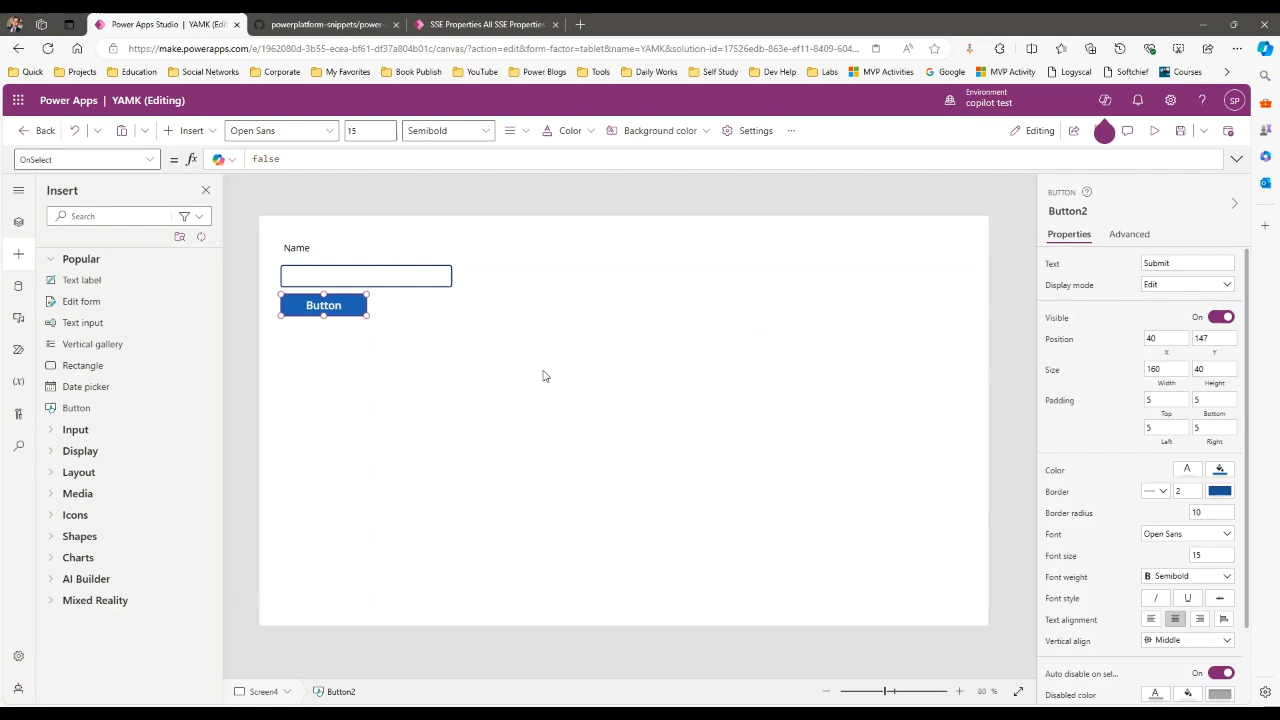 Power Apps Studio | YAMK (Edit
powerplatform-snippets/power-
SSE Properties All SSE Properties
https://make.powerapps.com/e/1962080d-3b55-ecea-bf61-df37a804b01c/canvas/?action=edit&form-factor=tablet&name=YAMK&solution-id=17526edb-863e-ef11-8409-604...
Quick Projects Education Social Networks Corporate My Favorites Book Publish YouTube Power Blogs Tools Daily Works Self Study Dev Help Labs MVP Activities Google MVP Activity Logyscal Softchief Courses
Power Apps | YAMK (Editing)
Environment
copilot test
SP
Back Insert Open Sans 15 Semibold Color Background color Settings ... Editing
OnSelect = fx false
Insert
Search
Popular
Text label
Edit form
Text input
Vertical gallery
Rectangle
Date picker
Button
Input
Display
Layout
Media
Icons
Shapes
Charts
AI Builder
Mixed Reality
Name
Button
BUTTON
Button2
Properties Advanced
Text Submit
Display mode Edit
Visible On
Position 40 147
X Y
Size 160 40
Width Height
Padding 5 5
Top Bottom
5 5
Left Right
Color
Border 2
Border radius 10
Font Open Sans
Font size 15
Font weight B Semibold
Font style / U
Text alignment
Vertical align Middle
Auto disable on sel... On
Disabled color
Screen4 Button2
80 %